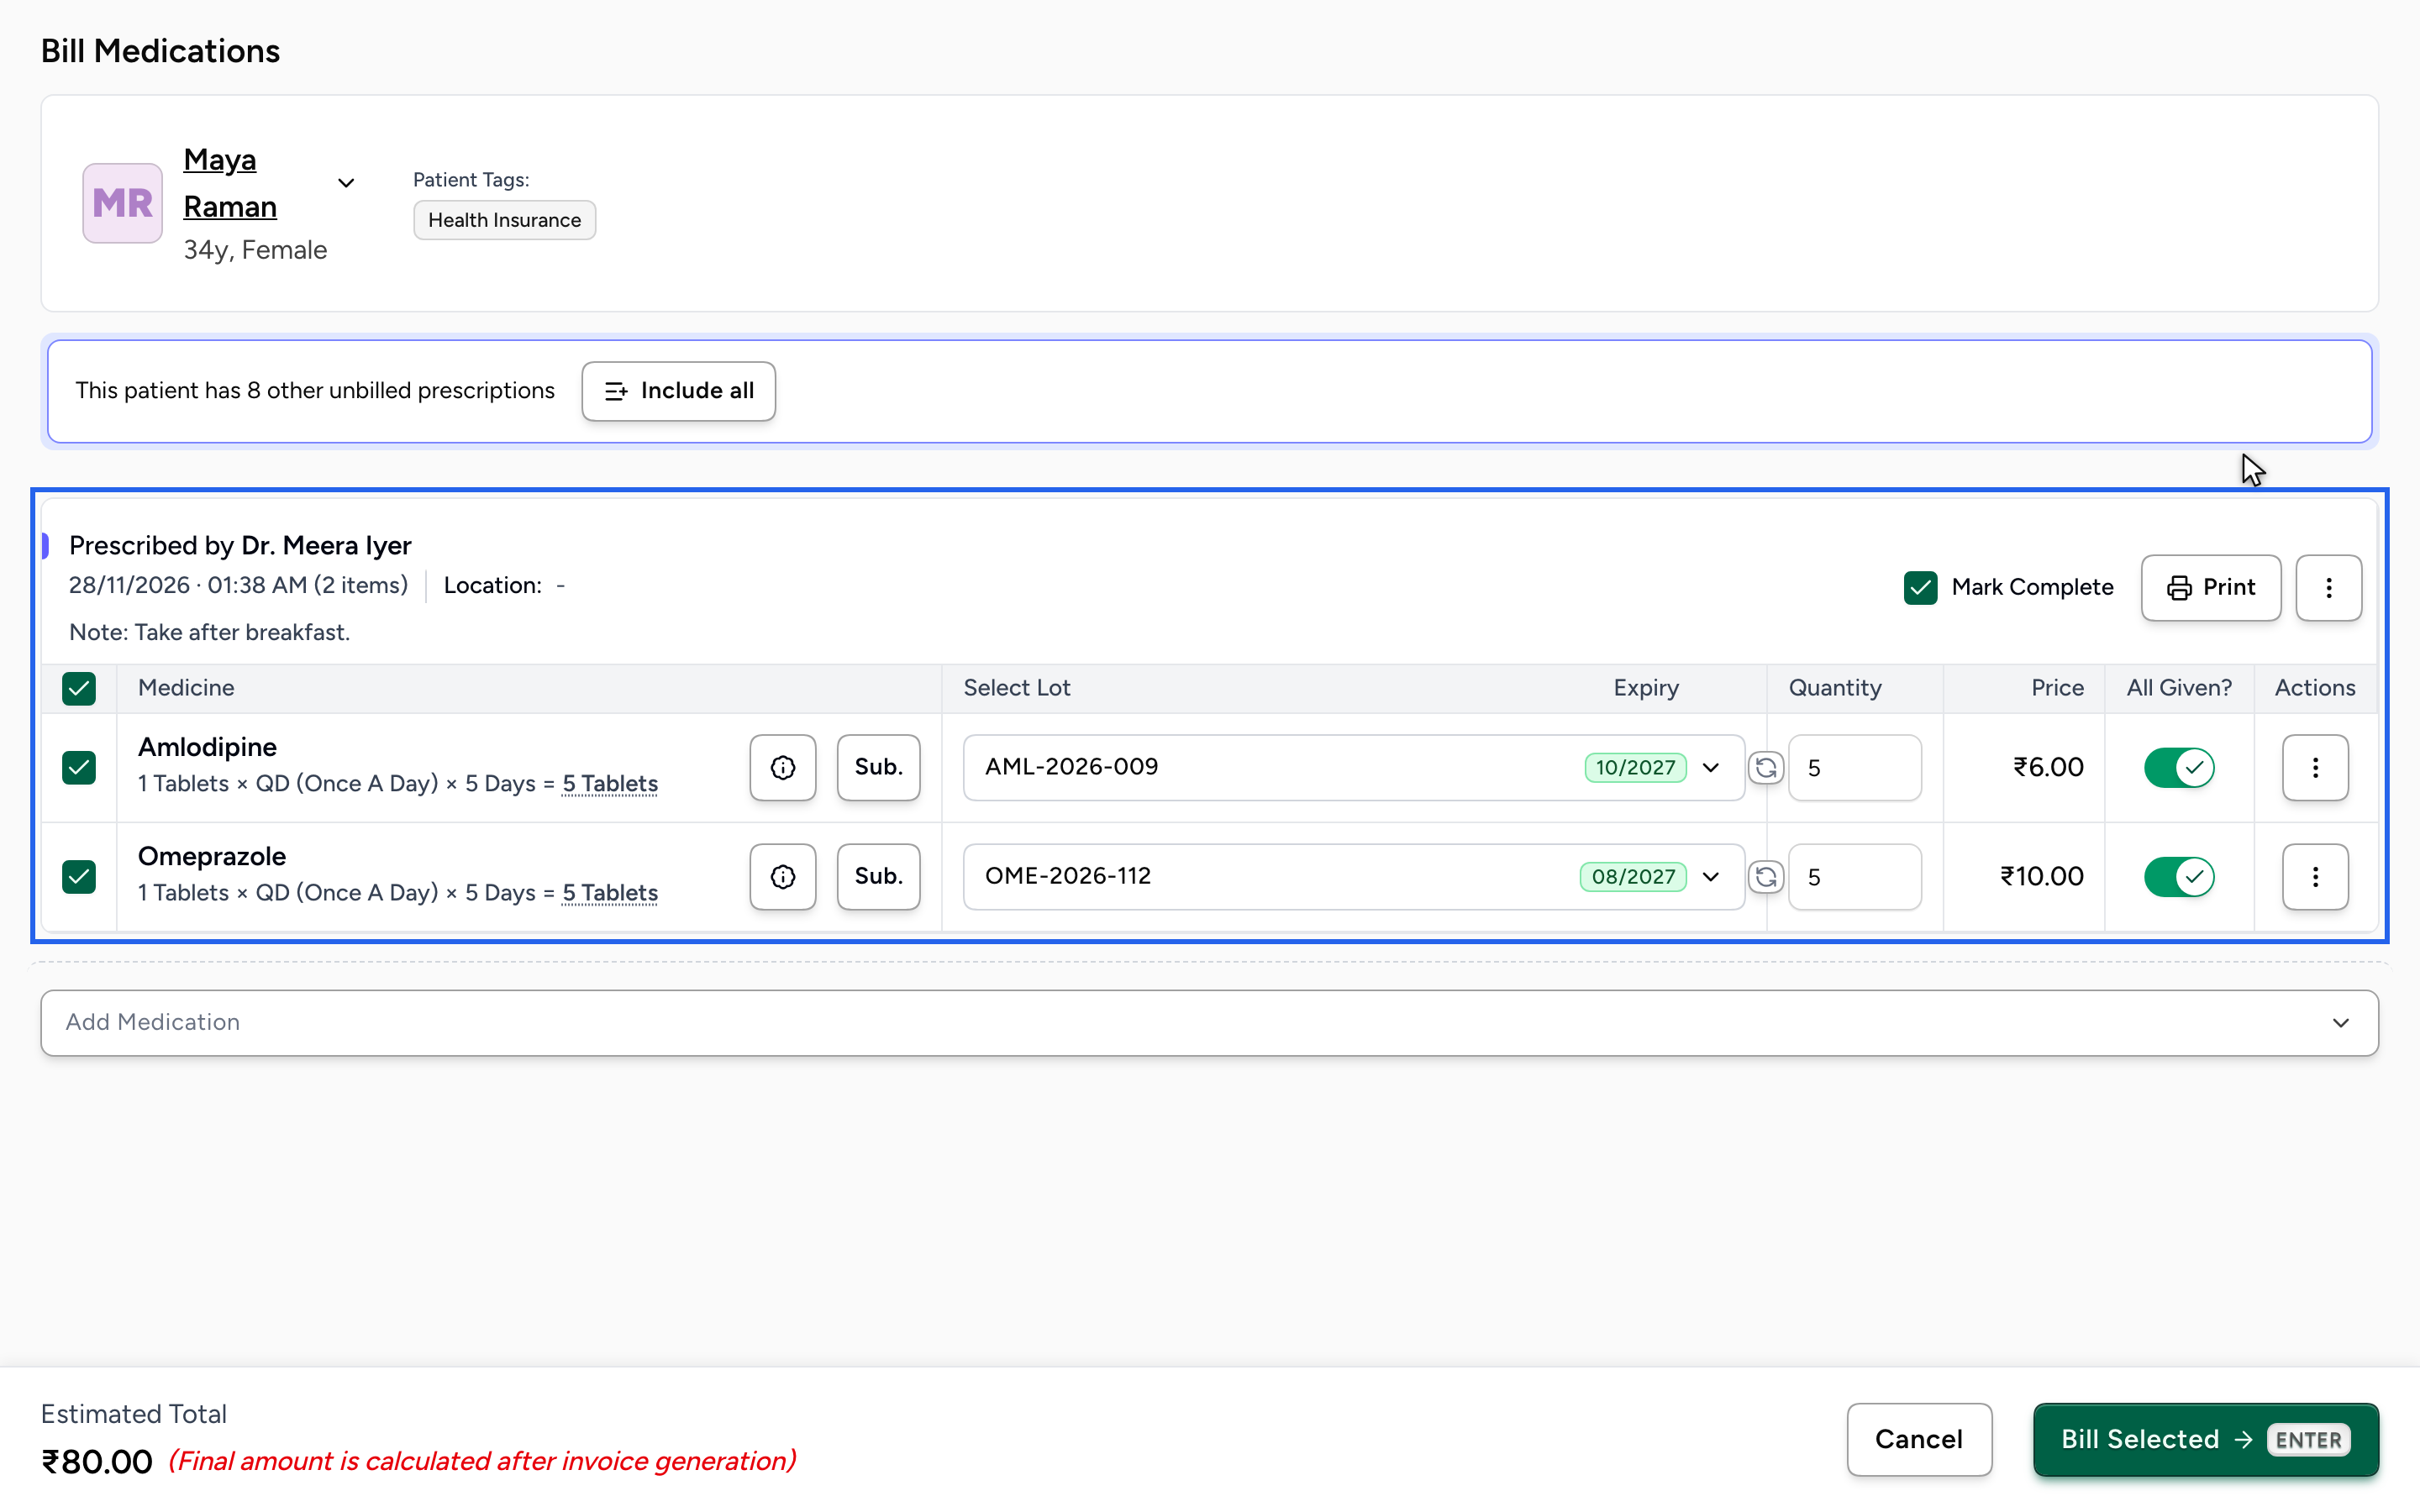 Bill Medications
MR
Maya
Raman
34y, Female
Patient Tags:
Health Insurance
This patient has 8 other unbilled prescriptions
Include all
Prescribed by Dr. Meera Iyer
28/11/2026 · 01:38 AM (2 items)
Location: -
Note: Take after breakfast.
Mark Complete
Print
Medicine
Select Lot
Expiry
Quantity
Price
All Given?
Actions
Amlodipine
1 Tablets × QD (Once A Day) × 5 Days = 5 Tablets
Sub.
AML-2026-009
10/2027
5
₹6.00
Omeprazole
1 Tablets × QD (Once A Day) × 5 Days = 5 Tablets
Sub.
OME-2026-112
08/2027
5
₹10.00
Add Medication
Estimated Total
₹80.00 (Final amount is calculated after invoice generation)
Cancel
Bill Selected → ENTER